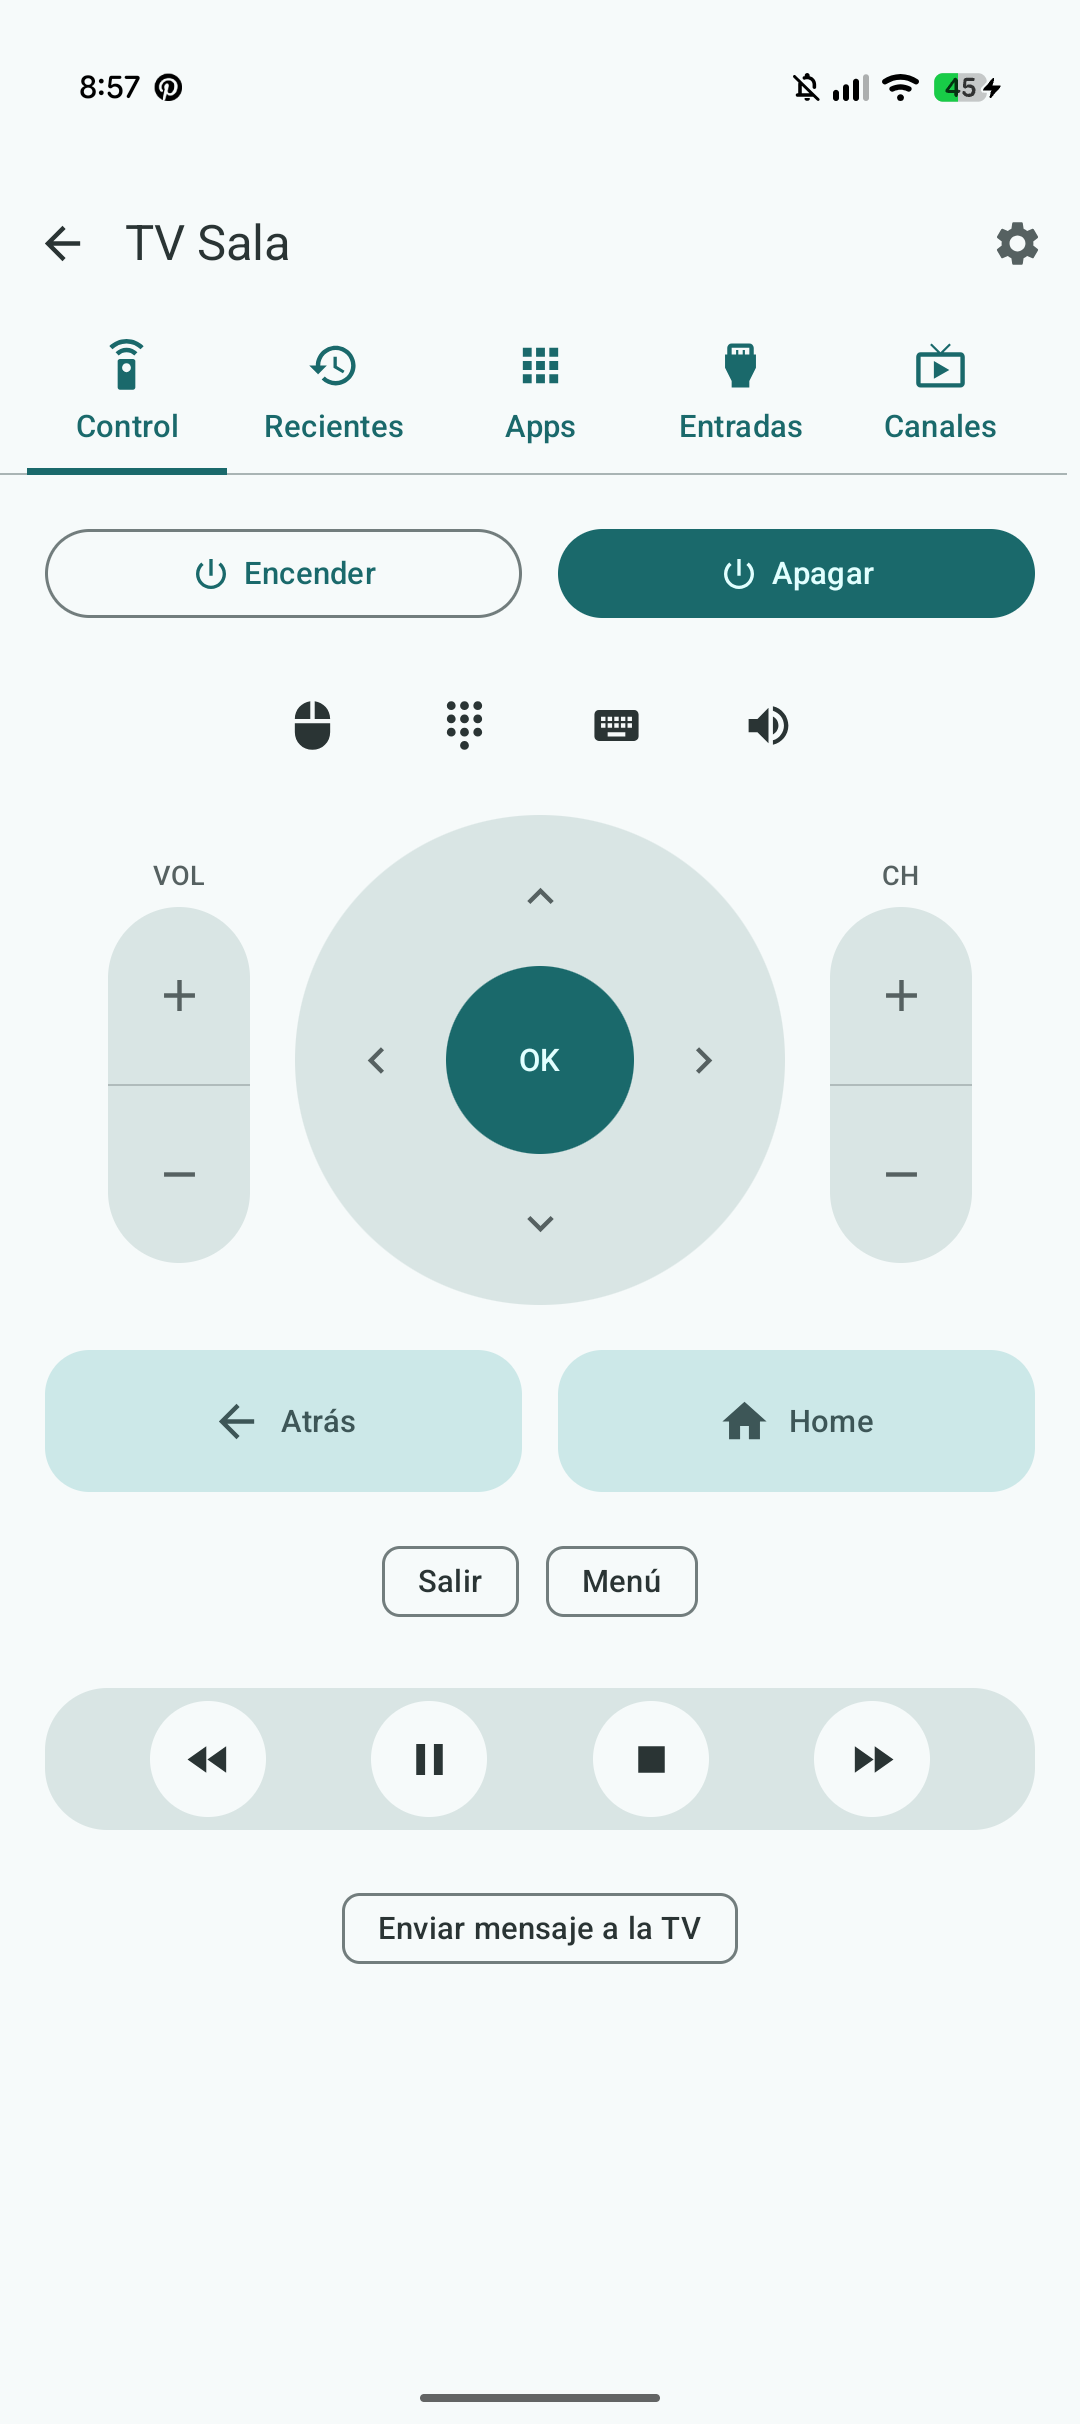 8:57
45
TV Sala
Control
Recientes
Apps
Entradas
Canales
Encender
Apagar
VOL
CH
OK
Atrás
Home
Salir
Menú
Enviar mensaje a la TV